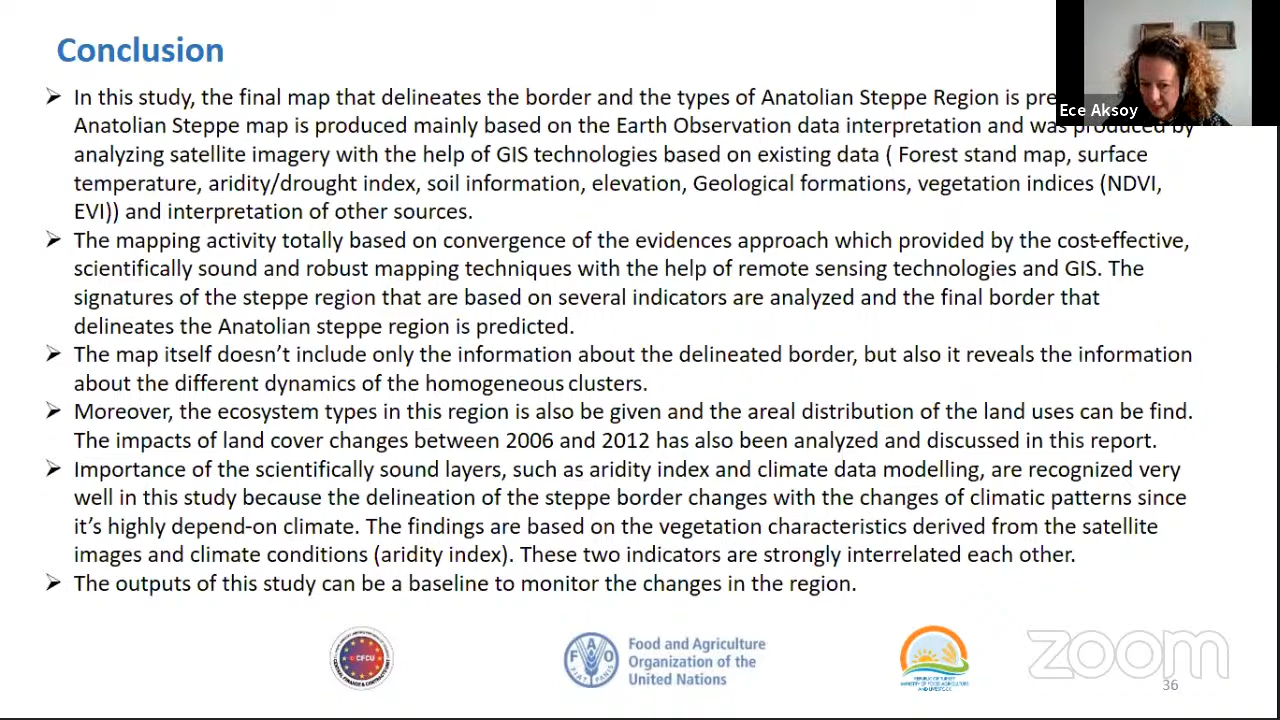 Conclusion
➢ In this study, the final map that delineates the border and the types of Anatolian Steppe Region is
Anatolian Steppe map is produced mainly based on the Earth Observation data interpretation and was produced by
analyzing satellite imagery with the help of GIS technologies based on existing data ( Forest stand map, surface
temperature, aridity/drought index, soil information, elevation, Geological formations, vegetation indices (NDVI,
EVI)) and interpretation of other sources.
➢ The mapping activity totally based on convergence of the evidences approach which provided by the cost-effective,
scientifically sound and robust mapping techniques with the help of remote sensing technologies and GIS. The
signatures of the steppe region that are based on several indicators are analyzed and the final border that
delineates the Anatolian steppe region is predicted.
➢ The map itself doesn't include only the information about the delineated border, but also it reveals the information
about the different dynamics of the homogeneous clusters.
➢ Moreover, the ecosystem types in this region is also be given and the areal distribution of the land uses can be find.
The impacts of land cover changes between 2006 and 2012 has also been analyzed and discussed in this report.
➢ Importance of the scientifically sound layers, such as aridity index and climate data modelling, are recognized very
well in this study because the delineation of the steppe border changes with the changes of climatic patterns since
it's highly depend-on climate. The findings are based on the vegetation characteristics derived from the satellite
images and climate conditions (aridity index). These two indicators are strongly interrelated each other.
➢ The outputs of this study can be a baseline to monitor the changes in the region.
Ece Aksoy
CFCU
FAO
FIAT PANIS
Food and Agriculture
Organization of the
United Nations
REPUBLIC OF TURKEY
MINISTRY OF FOOD, AGRICULTURE
AND LIVESTOCK
zoom
36